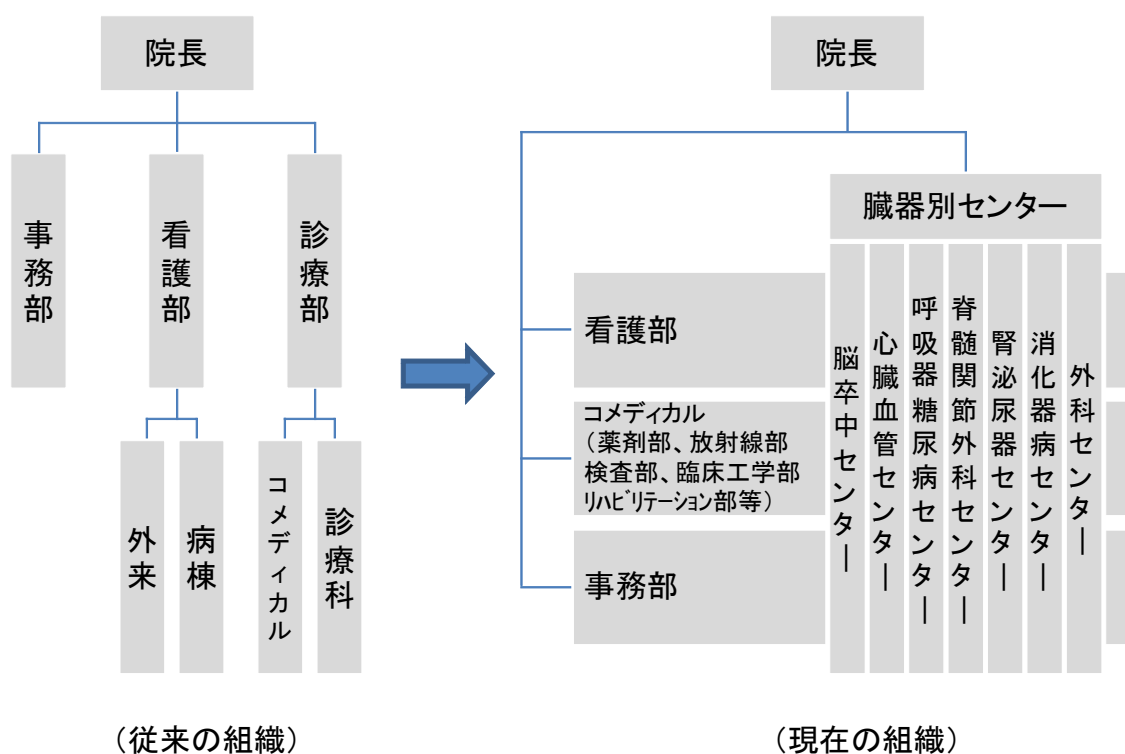 院長
事務部
看護部
診療部
外来
病棟
コメディカル
診療科
（従来の組織）
院長
臓器別センター
看護部
コメディカル
（薬剤部、放射線部
検査部、臨床工学部
ﾘﾊﾋﾞﾘﾃｰｼｮﾝ部等）
事務部
脳卒中センター
心臓血管センター
呼吸器糖尿病センター
脊髄関節外科センター
腎泌尿器センター
消化器病センター
外科センター
（現在の組織）